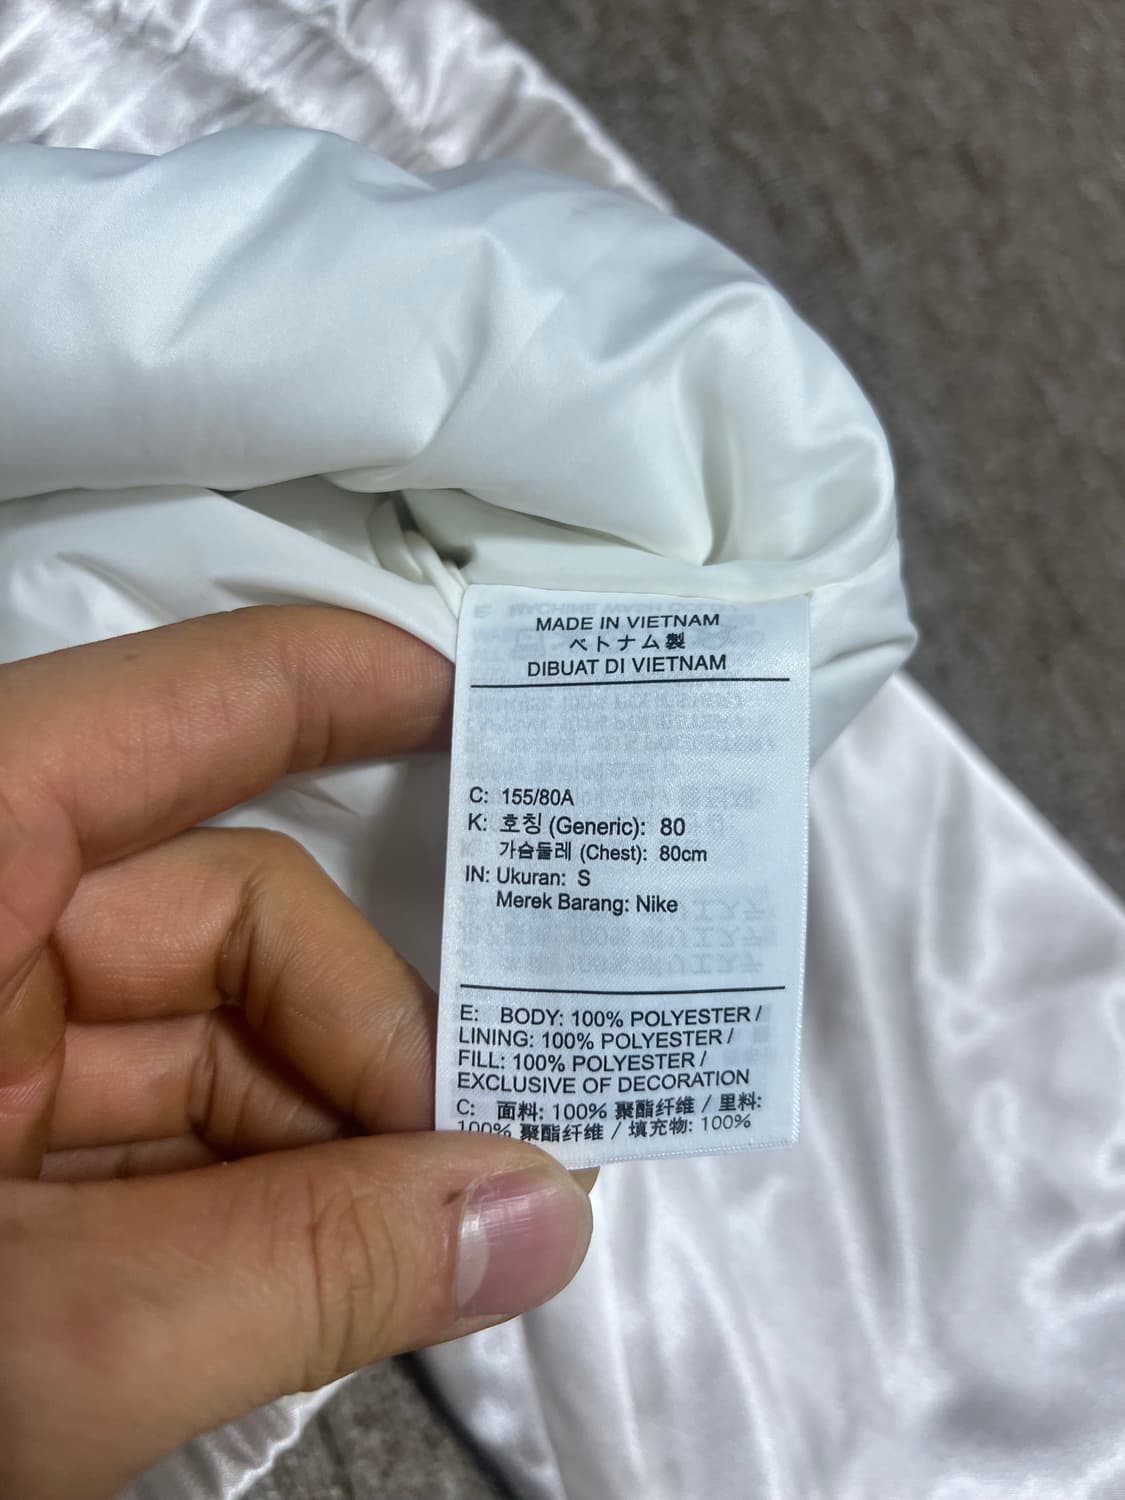 MADE IN VIETNAM
ベトナム製
DIBUAT DI VIETNAM
C: 155/80A
K: 호칭 (Generic): 80
가슴둘레 (Chest): 80cm
IN: Ukuran: S
Merek Barang: Nike
E: BODY: 100% POLYESTER /
LINING: 100% POLYESTER /
FILL: 100% POLYESTER /
EXCLUSIVE OF DECORATION
C: 面料: 100% 聚酯纤维 / 里料:
100% 聚酯纤维 / 填充物: 100%